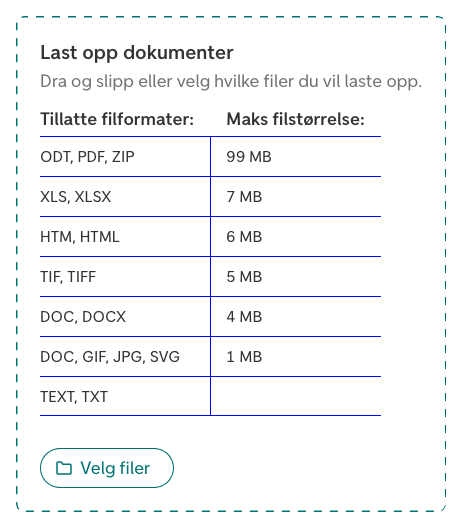 Last opp dokumenter
Dra og slipp eller velg hvilke filer du vil laste opp.
Tillatte filformater: Maks filstørrelse:
ODT, PDF, ZIP 99 MB
XLS, XLSX 7 MB
HTM, HTML 6 MB
TIF, TIFF 5 MB
DOC, DOCX 4 MB
DOC, GIF, JPG, SVG 1 MB
TEXT, TXT
Velg filer